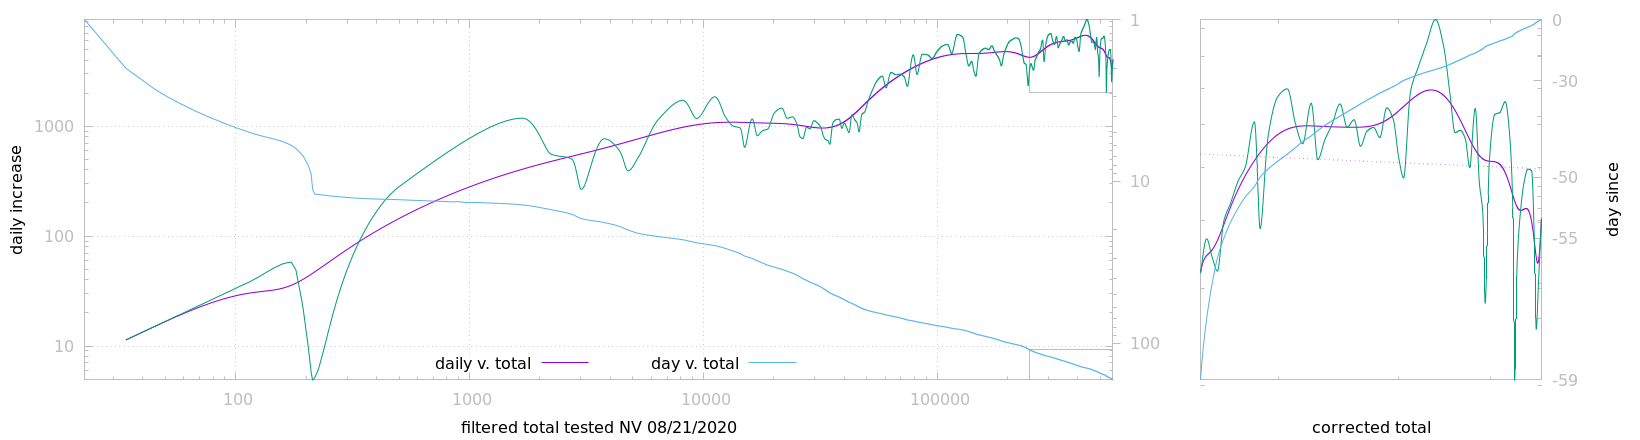 daily increase
1000
100
10
100
1000
10000
100000
filtered total tested NV 08/21/2020
daily v. total
day v. total
1
10
100
0
-30
-50
-55
-59
day since
corrected total